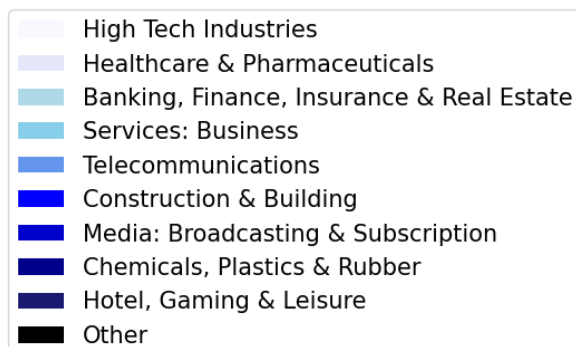 High Tech Industries
Healthcare & Pharmaceuticals
Banking, Finance, Insurance & Real Estate
Services: Business
Telecommunications
Construction & Building
Media: Broadcasting & Subscription
Chemicals, Plastics & Rubber
Hotel, Gaming & Leisure
Other